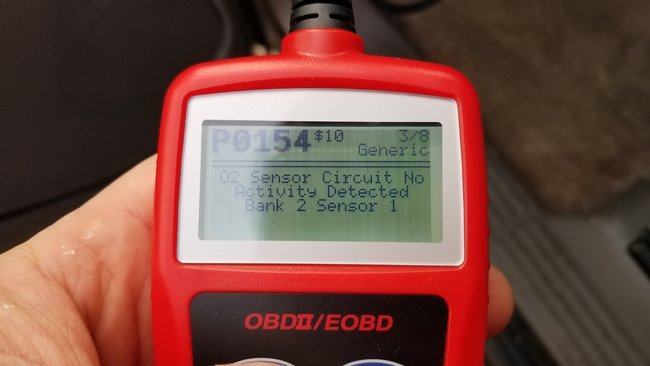 P0154 $10 3/8
Generic
O2 Sensor Circuit No
Activity Detected
Bank 2 Sensor 1
OBDII/EOBD